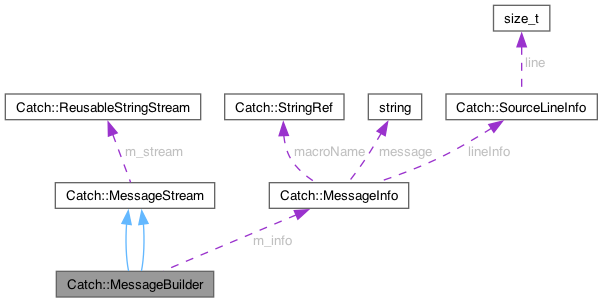 size_t
line
Catch::ReusableStringStream
Catch::StringRef
string
Catch::SourceLineInfo
m_stream
macroName
message
lineInfo
Catch::MessageStream
Catch::MessageInfo
m_info
Catch::MessageBuilder